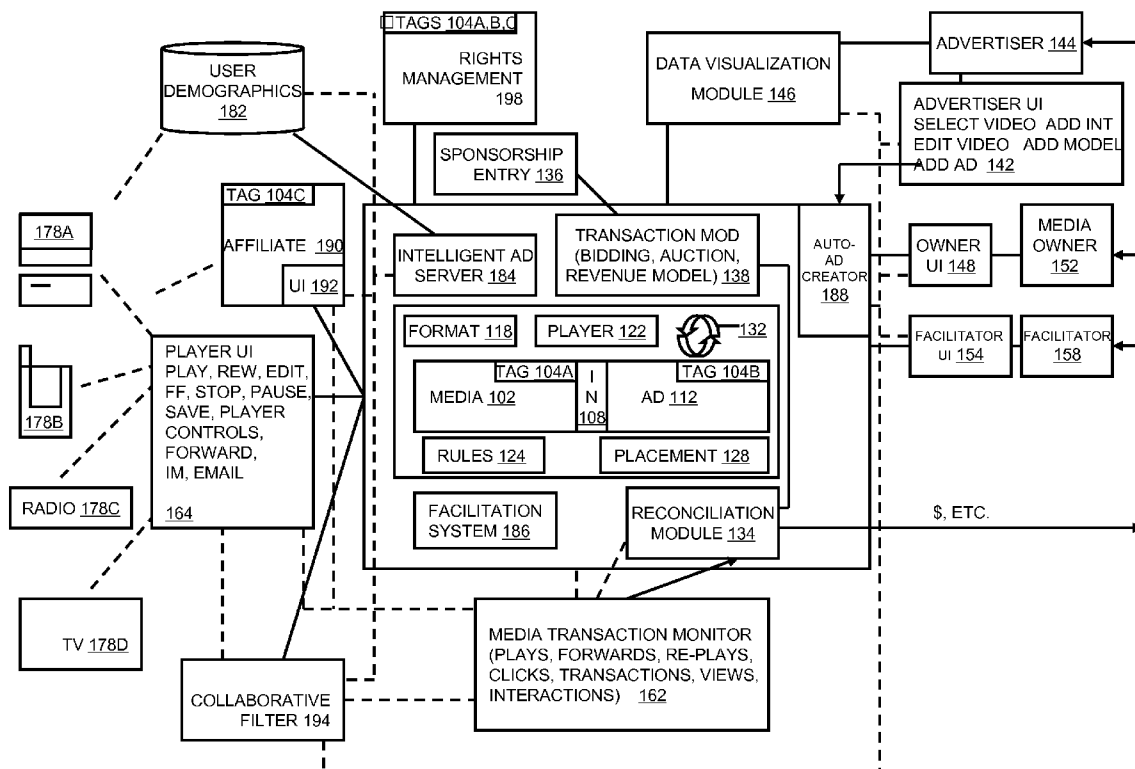 TAGS 104A,B,C
RIGHTS
MANAGEMENT
198
USER
DEMOGRAPHICS
182
DATA VISUALIZATION
MODULE 146
ADVERTISER 144
ADVERTISER UI
SELECT VIDEO ADD INT
EDIT VIDEO ADD MODEL
ADD AD 142
SPONSORSHIP
ENTRY 136
TAG 104C
AFFILIATE 190
UI 192
178A
INTELLIGENT AD
SERVER 184
TRANSACTION MOD
(BIDDING, AUCTION,
REVENUE MODEL) 138
AUTO-
AD
CREATOR
188
OWNER
UI 148
MEDIA
OWNER
152
FORMAT 118
PLAYER 122
132
FACILITATOR
UI 154
FACILITATOR
158
PLAYER UI
PLAY, REW, EDIT,
FF, STOP, PAUSE,
SAVE, PLAYER
CONTROLS,
FORWARD,
IM, EMAIL
164
178B
TAG 104A
MEDIA 102
I
N
108
TAG 104B
AD 112
RULES 124
PLACEMENT 128
RADIO 178C
FACILITATION
SYSTEM 186
RECONCILIATION
MODULE 134
$, ETC.
TV 178D
MEDIA TRANSACTION MONITOR
(PLAYS, FORWARDS, RE-PLAYS,
CLICKS, TRANSACTIONS, VIEWS,
INTERACTIONS) 162
COLLABORATIVE
FILTER 194